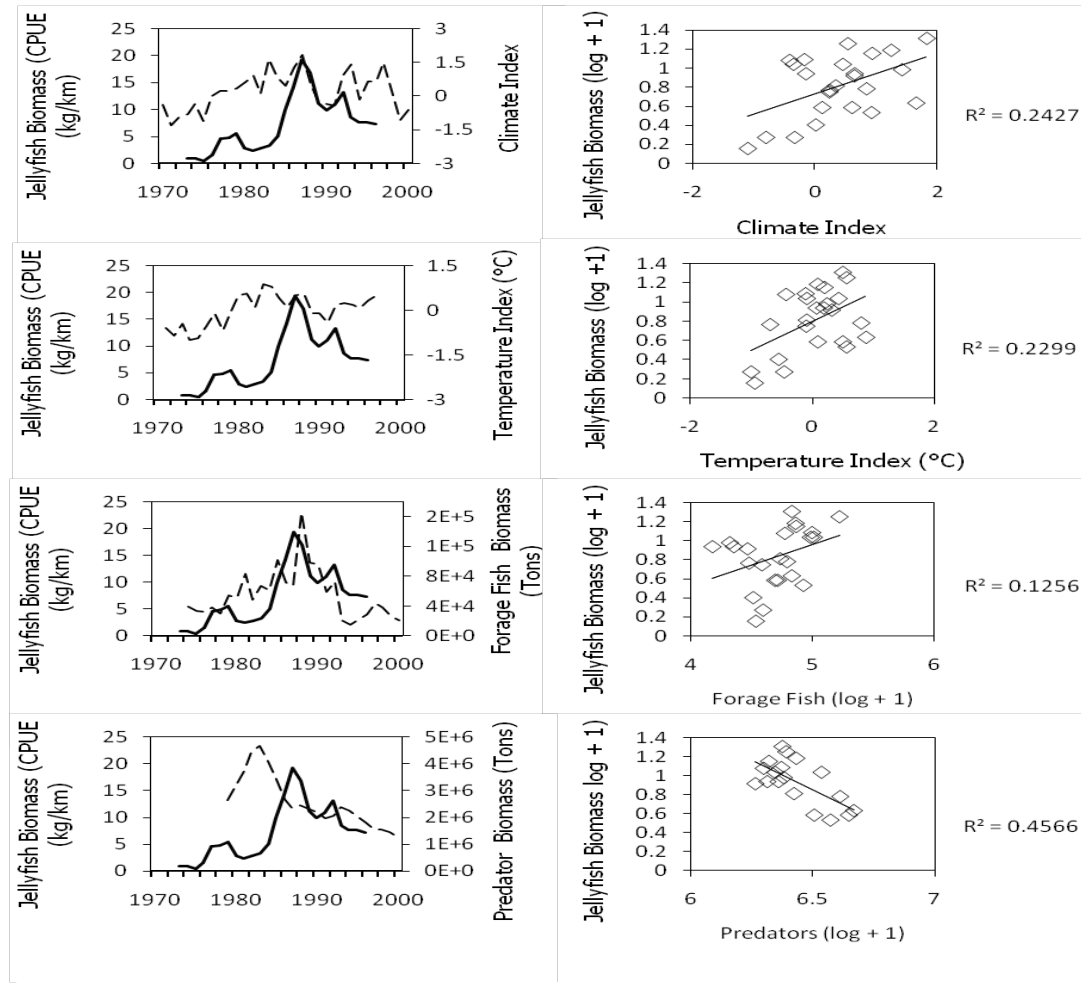 Jellyfish Biomass (CPUE
(kg/km)
25
20
15
10
5
0
3
1.5
0
-1.5
-3
Climate Index
1970 1980 1990 2000
Jellyfish Biomass (log + 1)
1.4
1.2
1
0.8
0.6
0.4
0.2
0
-2 0 2
Climate Index
R² = 0.2427
Jellyfish Biomass (CPUE
(kg/km)
25
20
15
10
5
0
1.5
0
-1.5
-3
Temperature Index (°C)
1970 1980 1990 2000
Jellyfish Biomass (log +1)
1.4
1.2
1
0.8
0.6
0.4
0.2
0
-2 0 2
Temperature Index (°C)
R² = 0.2299
Jellyfish Biomass (CPUE
(kg/km)
25
20
15
10
5
0
2E+5
1E+5
8E+4
4E+4
0E+0
Forage Fish Biomass
(Tons)
1970 1980 1990 2000
Jellyfish Biomass (log + 1)
1.4
1.2
1
0.8
0.6
0.4
0.2
0
4 5 6
Forage Fish (log + 1)
R² = 0.1256
Jellyfish Biomass (CPUE
(kg/km)
25
20
15
10
5
0
5E+6
4E+6
3E+6
2E+6
1E+6
0E+0
Predator Biomass (Tons)
1970 1980 1990 2000
Jellyfish Biomass log + 1)
1.4
1.2
1
0.8
0.6
0.4
0.2
0
6 6.5 7
Predators (log + 1)
R² = 0.4566